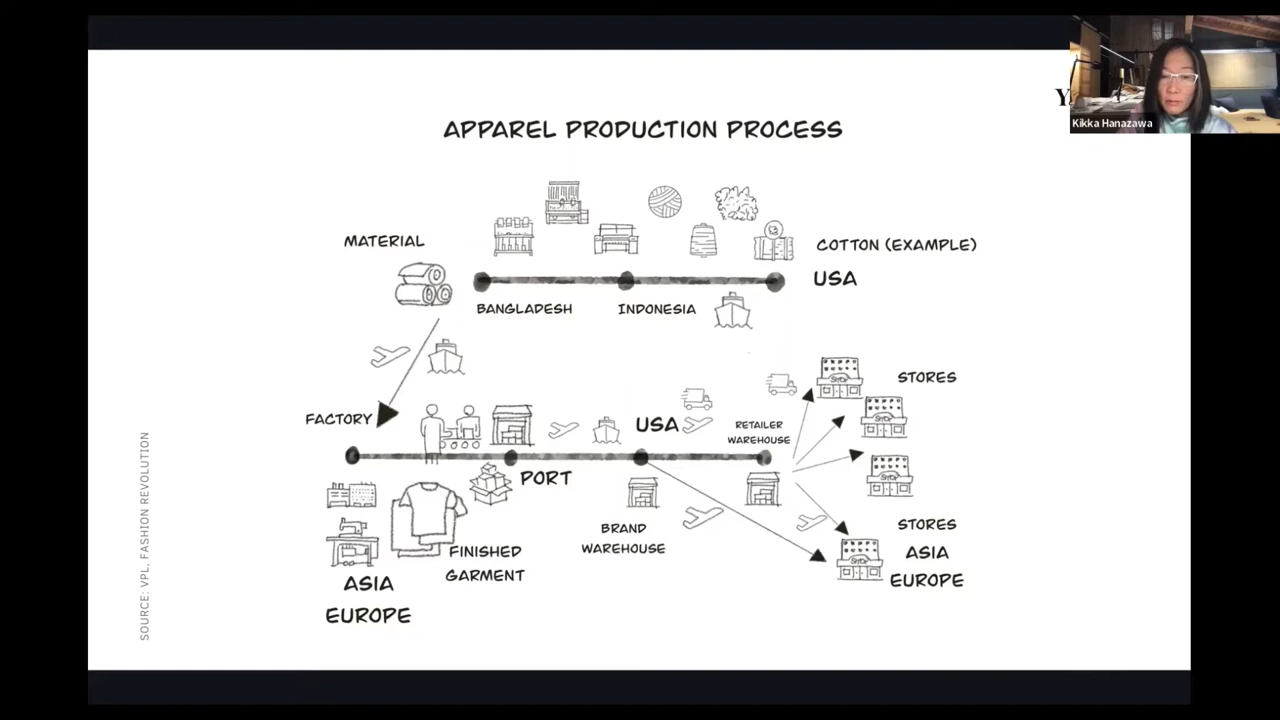 Y
Kikka Hanazawa
APPAREL PRODUCTION PROCESS
MATERIAL
COTTON (EXAMPLE)
USA
BANGLADESH
INDONESIA
FACTORY
STORES
USA
RETAILER
WAREHOUSE
PORT
BRAND
WAREHOUSE
FINISHED
GARMENT
STORES
ASIA
EUROPE
ASIA
EUROPE
SOURCE: VPL, FASHION REVOLUTION